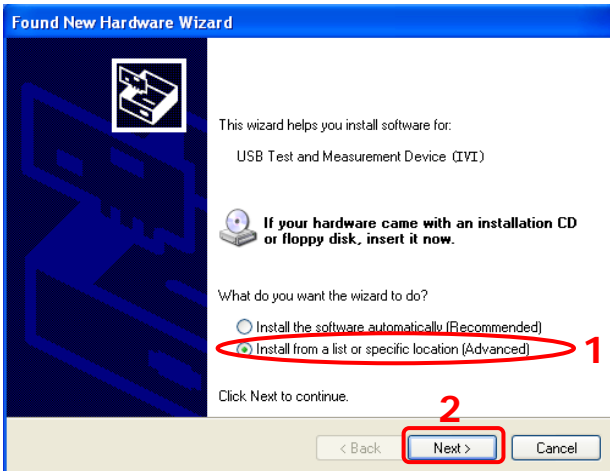 Found New Hardware Wizard
This wizard helps you install software for:
USB Test and Measurement Device (IVI)
If your hardware came with an installation CD
or floppy disk, insert it now.
What do you want the wizard to do?
Install the software automatically (Recommended)
Install from a list or specific location (Advanced)
1
Click Next to continue.
2
< Back
Next >
Cancel